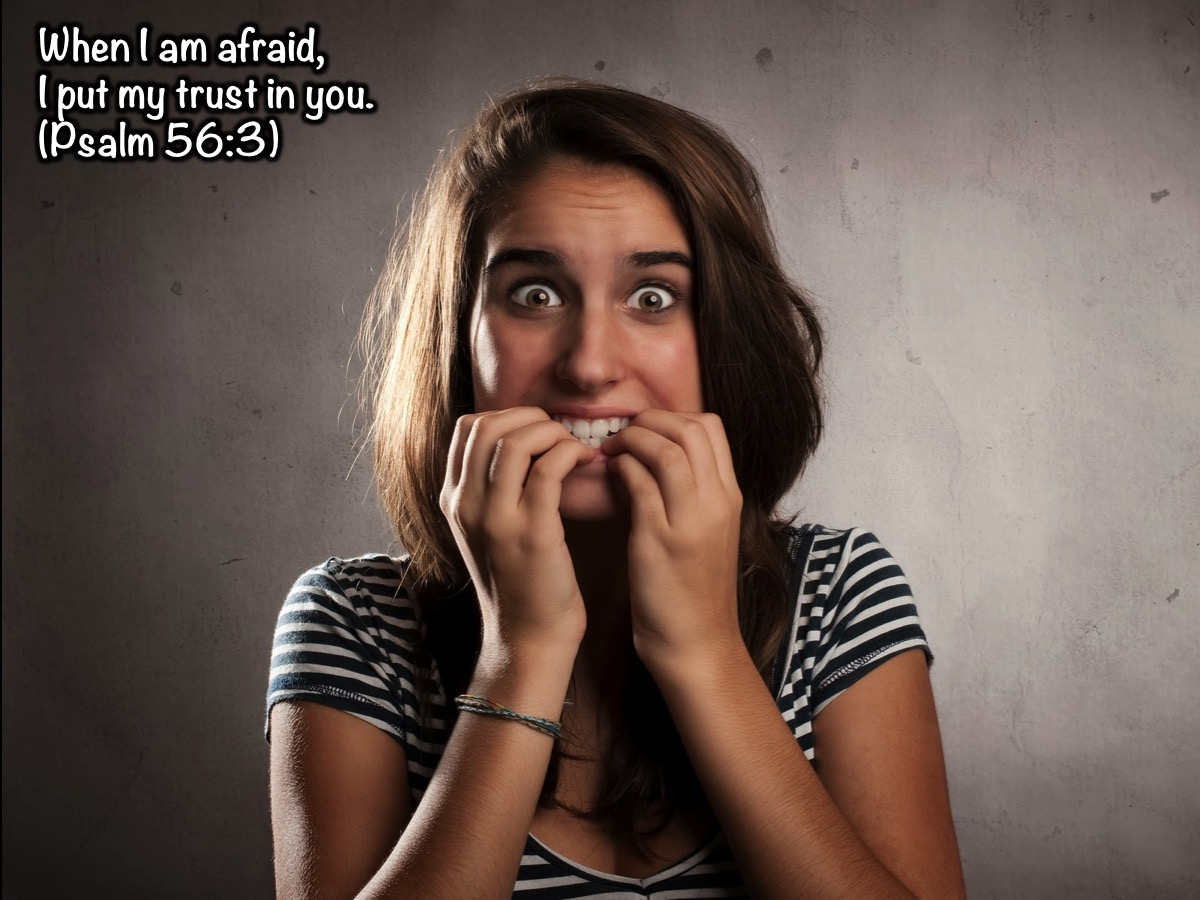 When I am afraid,
I put my trust in you.
(Psalm 56:3)